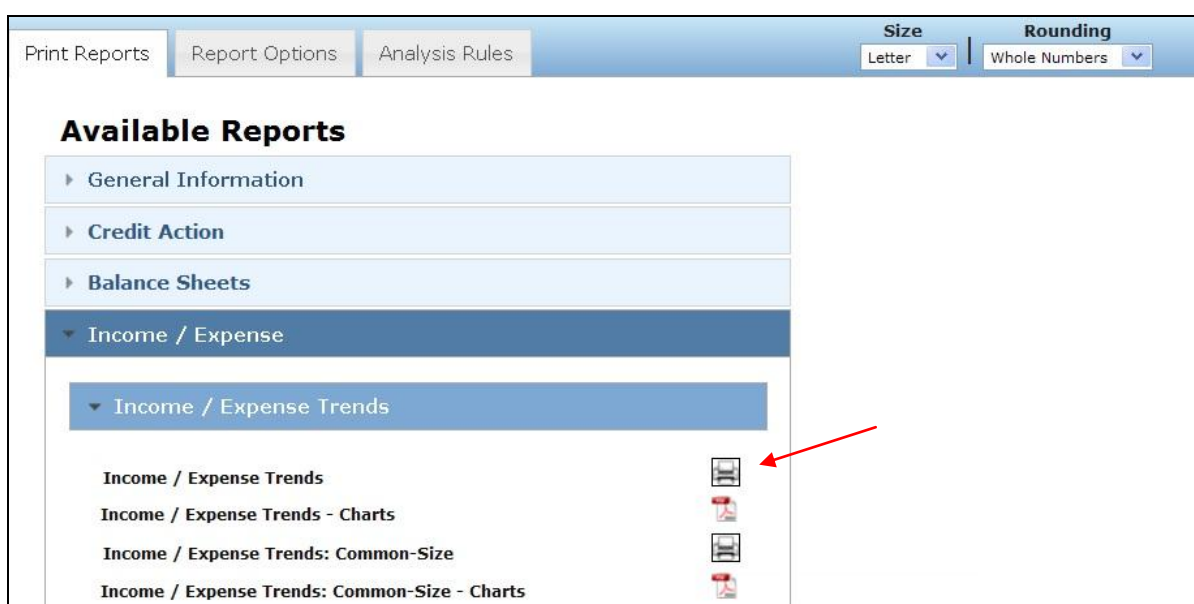 Size Rounding
Print Reports Report Options Analysis Rules Letter Whole Numbers
Available Reports
General Information
Credit Action
Balance Sheets
Income / Expense
Income / Expense Trends
Income / Expense Trends
Income / Expense Trends - Charts
Income / Expense Trends: Common-Size
Income / Expense Trends: Common-Size - Charts